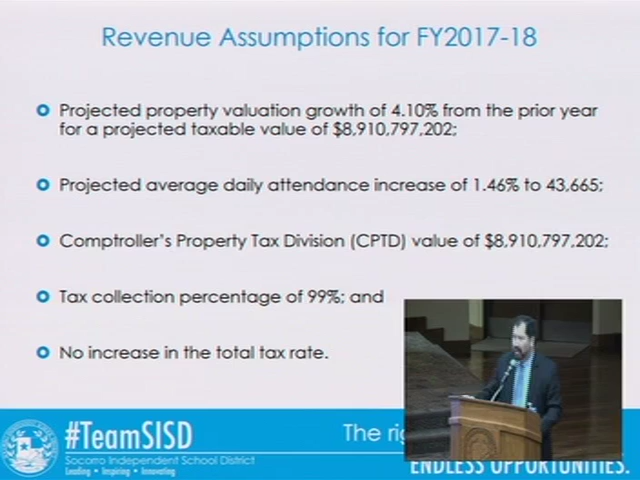 Revenue Assumptions for FY2017-18
Projected property valuation growth of 4.10% from the prior year
for a projected taxable value of $8,910,797,202;
Projected average daily attendance increase of 1.46% to 43,665;
Comptroller's Property Tax Division (CPTD) value of $8,910,797,202;
Tax collection percentage of 99%; and
No increase in the total tax rate.
#TeamSISD
Socorro Independent School District
Leading • Inspiring • Innovating
The
ENDLESS OPPORTUNITIES.